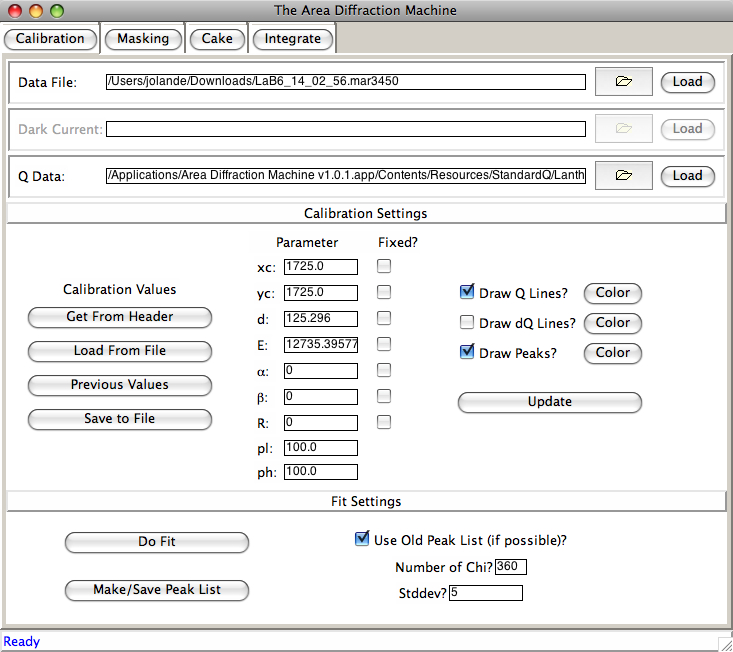 The Area Diffraction Machine
Calibration Masking Cake Integrate
Data File: /Users/jolande/Downloads/LaB6_14_02_56.mar3450 Load
Dark Current: Load
Q Data: /Applications/Area Diffraction Machine v1.0.1.app/Contents/Resources/StandardQ/Lanth Load
Calibration Settings
Parameter Fixed?
xc: 1725.0
Calibration Values
yc: 1725.0
Draw Q Lines? Color
Get From Header
d: 125.296
Draw dQ Lines? Color
Load From File
E: 12735.39577
Draw Peaks? Color
α: 0
Previous Values
β: 0
Update
Save to File
R: 0
pl: 100.0
ph: 100.0
Fit Settings
Do Fit
Use Old Peak List (if possible)?
Number of Chi? 360
Make/Save Peak List
Stddev? 5
Ready